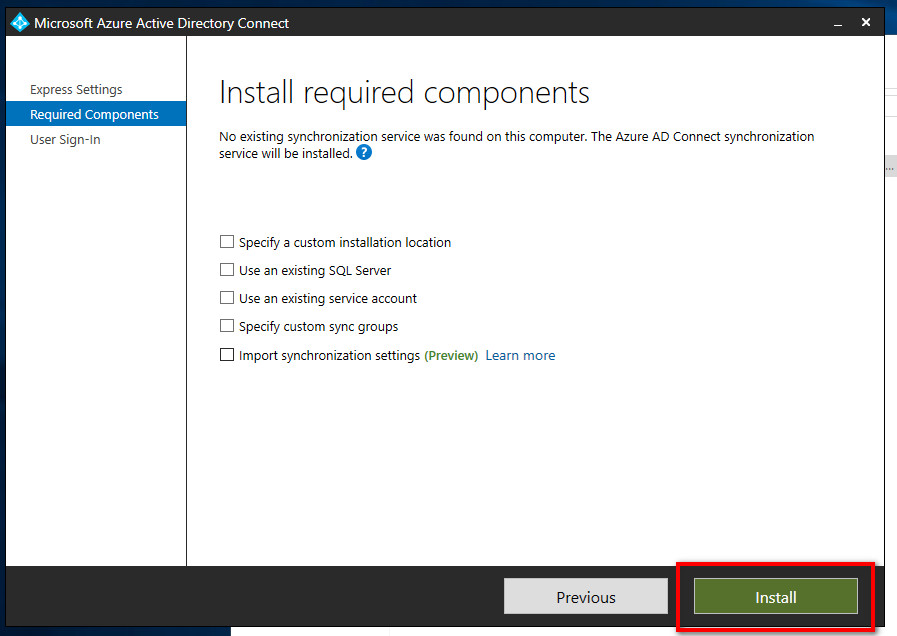 Microsoft Azure Active Directory Connect
Express Settings
Required Components
User Sign-In
Install required components
No existing synchronization service was found on this computer. The Azure AD Connect synchronization
service will be installed. ?
Specify a custom installation location
Use an existing SQL Server
Use an existing service account
Specify custom sync groups
Import synchronization settings (Preview) Learn more
Previous
Install
...